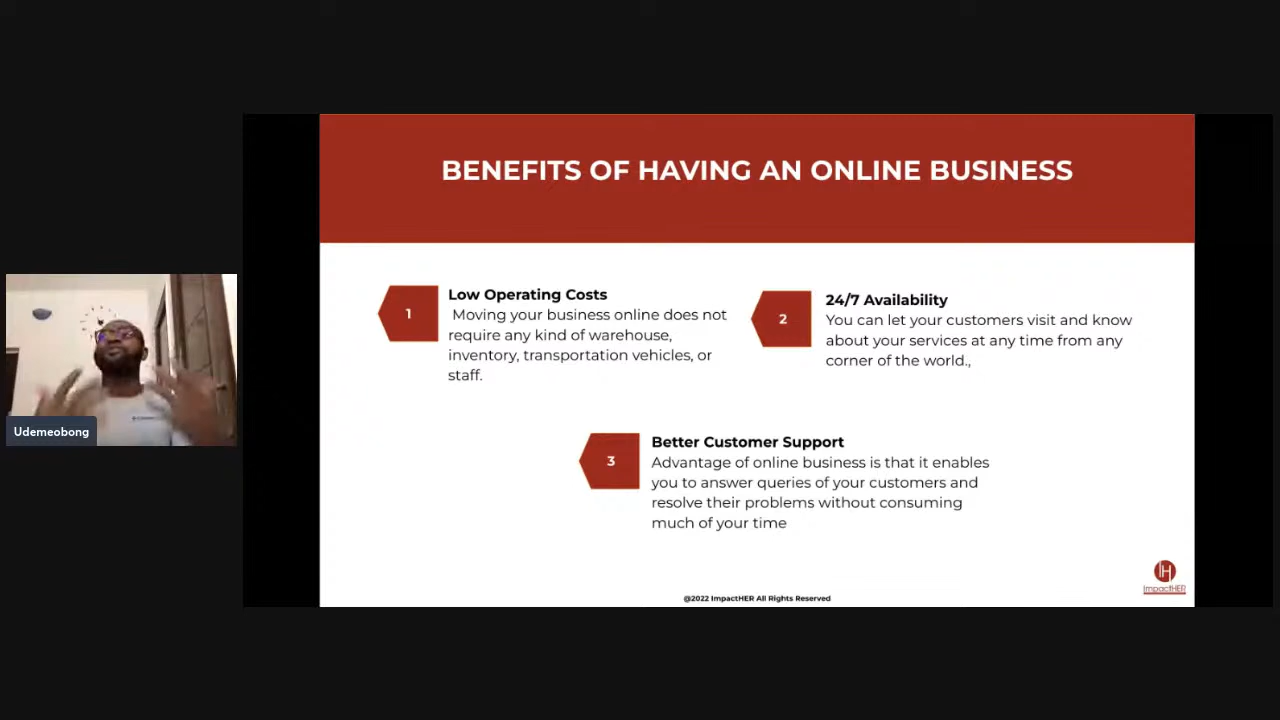 BENEFITS OF HAVING AN ONLINE BUSINESS
1
Low Operating Costs
Moving your business online does not
require any kind of warehouse,
inventory, transportation vehicles, or
staff.
2
24/7 Availability
You can let your customers visit and know
about your services at any time from any
corner of the world.,
3
Better Customer Support
Advantage of online business is that it enables
you to answer queries of your customers and
resolve their problems without consuming
much of your time
Udemeobong
IH
ImpactHER
@2022 ImpactHER All Rights Reserved